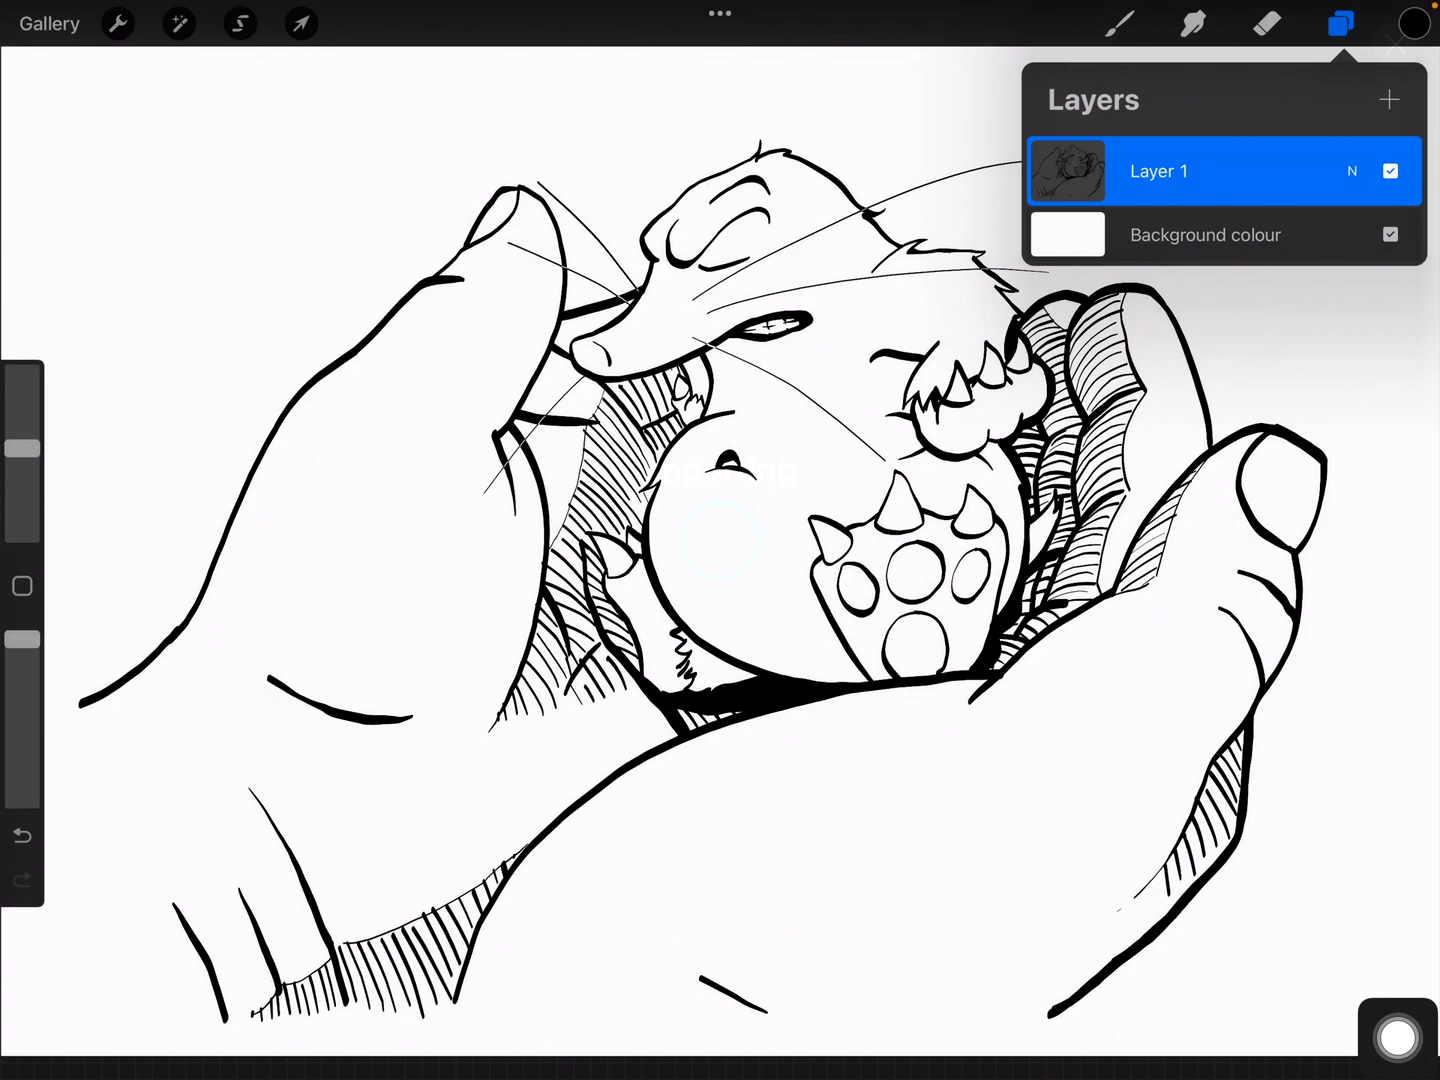 Gallery
Layers
Layer 1
N
Background colour